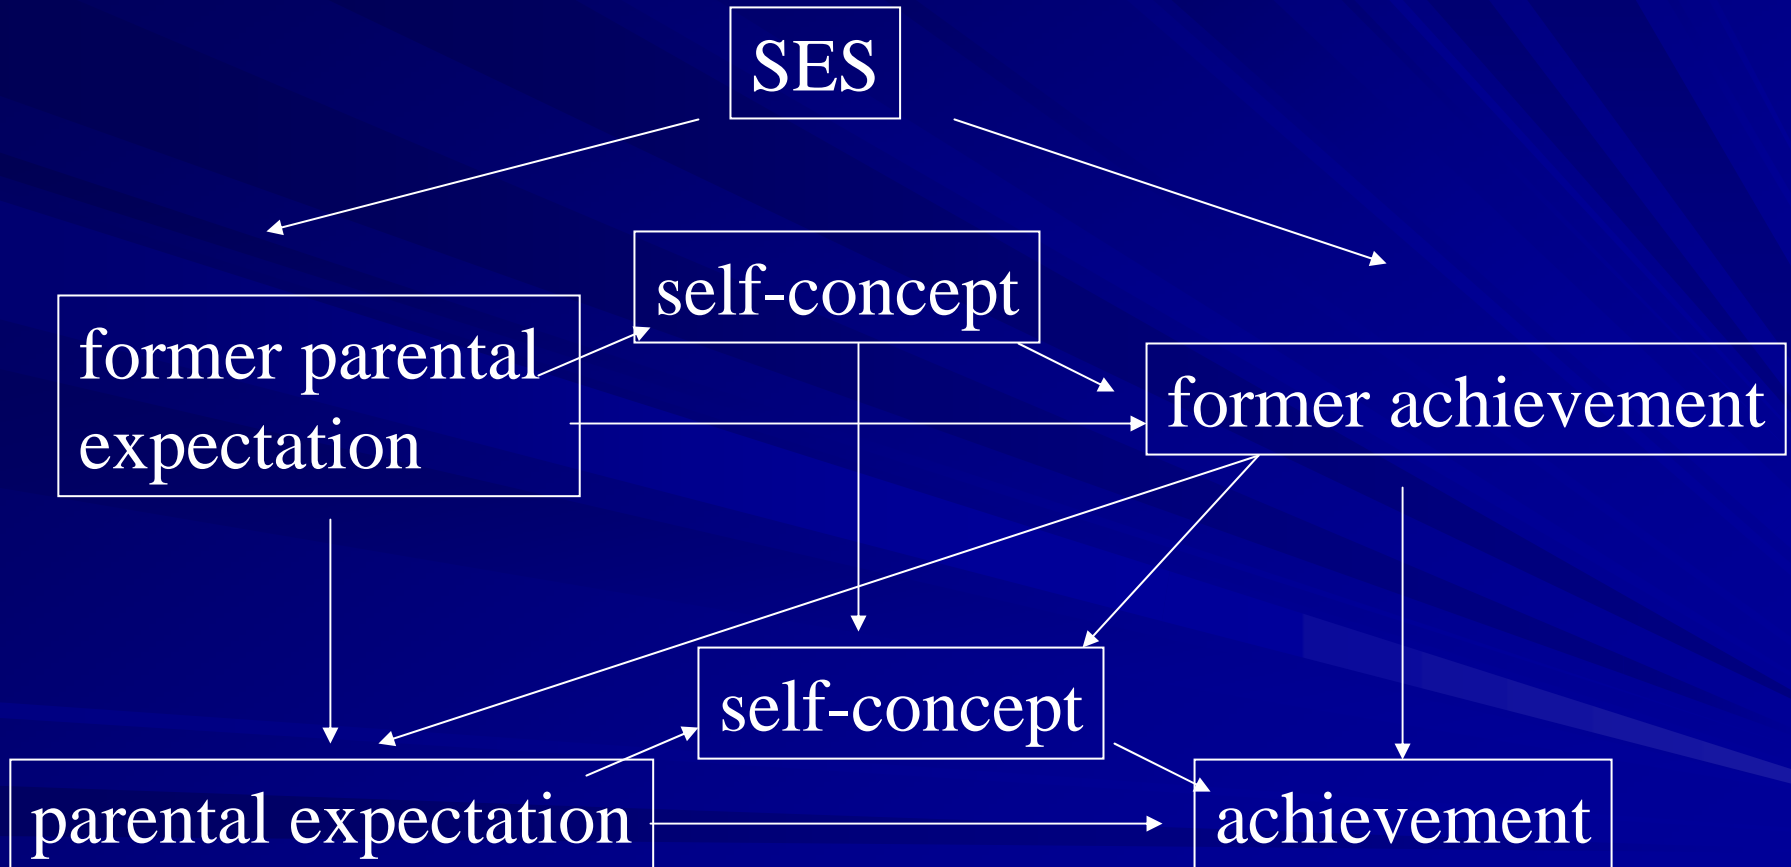 SES
self-concept
former parental
expectation
former achievement
self-concept
parental expectation
achievement